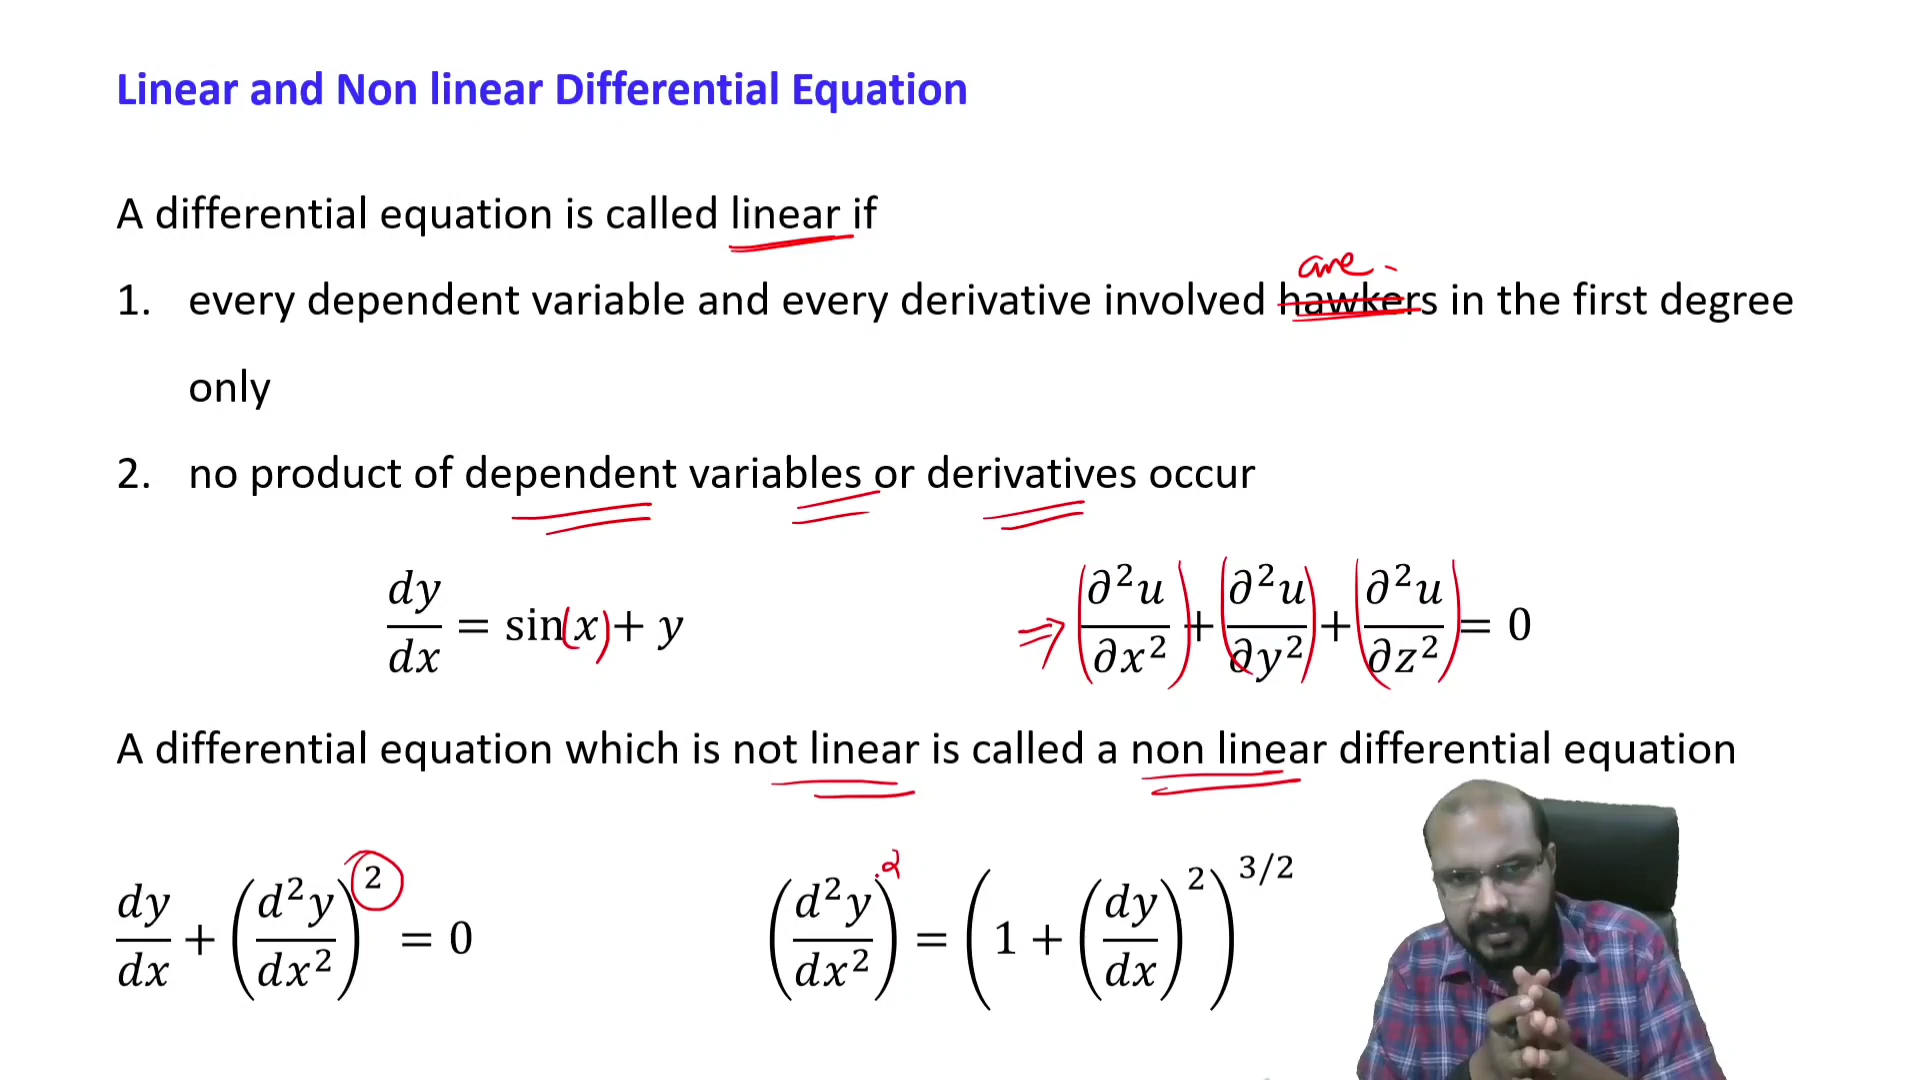 Linear and Non linear Differential Equation
A differential equation is called linear if
are
1. every dependent variable and every derivative involved hawkers in the first degree
only
2. no product of dependent variables or derivatives occur
dy/dx = sin(x) + y
⇒ (∂²u/∂x²) + (∂²u/∂y²) + (∂²u/∂z²) = 0
A differential equation which is not linear is called a non linear differential equation
dy/dx + (d²y/dx²)² = 0
(d²y/dx²)² = (1 + (dy/dx)²)^3/2